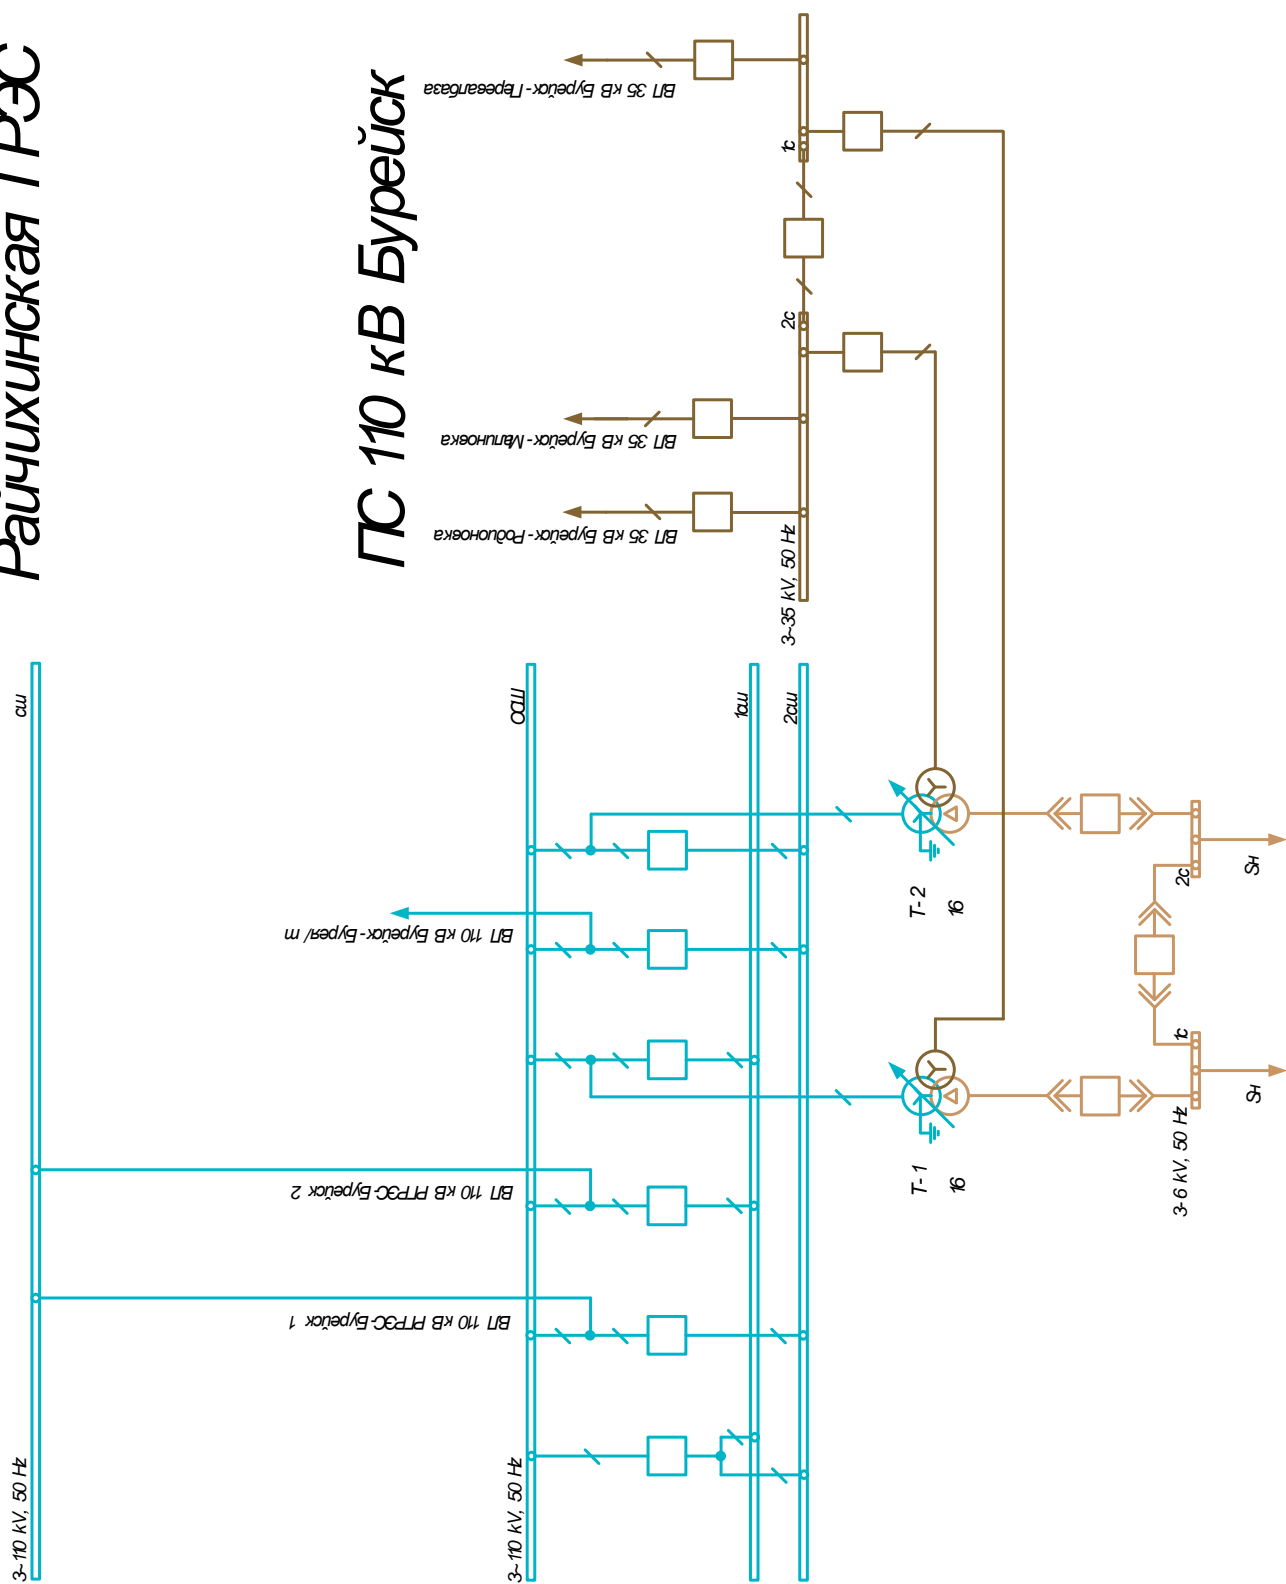 Райчихинская ГРЭС
ПС 110 кВ Бурейск
3~110 kV, 50 Hz
сш
ВЛ 110 кВ РГРЭС-Бурейск 1
ВЛ 110 кВ РГРЭС-Бурейск 2
ВЛ 110 кВ Бурейск-Бурея/т
3~110 kV, 50 Hz
ОСШ
1сш
2сш
ВЛ 35 кВ Бурейск-Родионовка
ВЛ 35 кВ Бурейск-Малиновка
ВЛ 35 кВ Бурейск-Перевалбаза
3~35 kV, 50 Hz
2с
1с
Т-1
16
Т-2
16
3~6 kV, 50 Hz
1с
2с
Sн
Sн